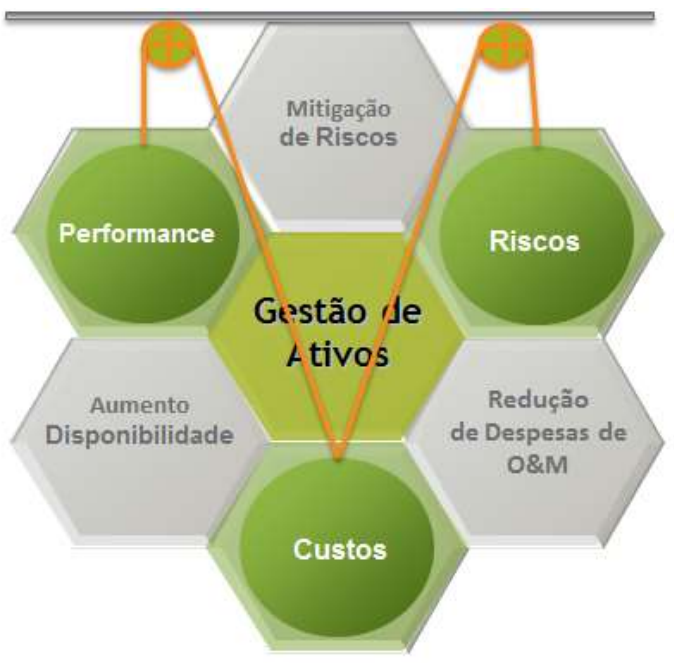 Mitigação
de Riscos
Performance
Riscos
Gestão de
Ativos
Aumento
Disponibilidade
Redução
de Despesas de
O&M
Custos